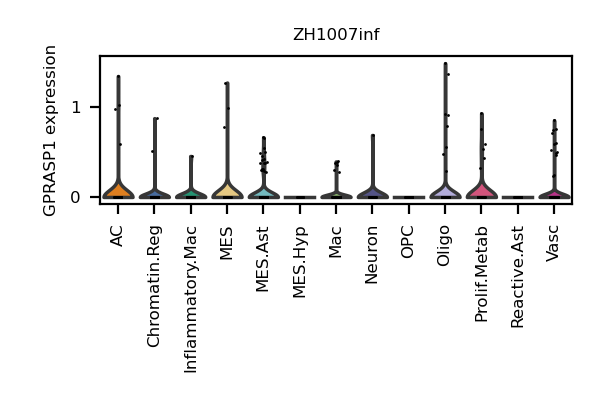 ZH1007inf
GPRASP1 expression
1
0
AC
Chromatin.Reg
Inflammatory.Mac
MES
MES.Ast
MES.Hyp
Mac
Neuron
OPC
Oligo
Prolif.Metab
Reactive.Ast
Vasc